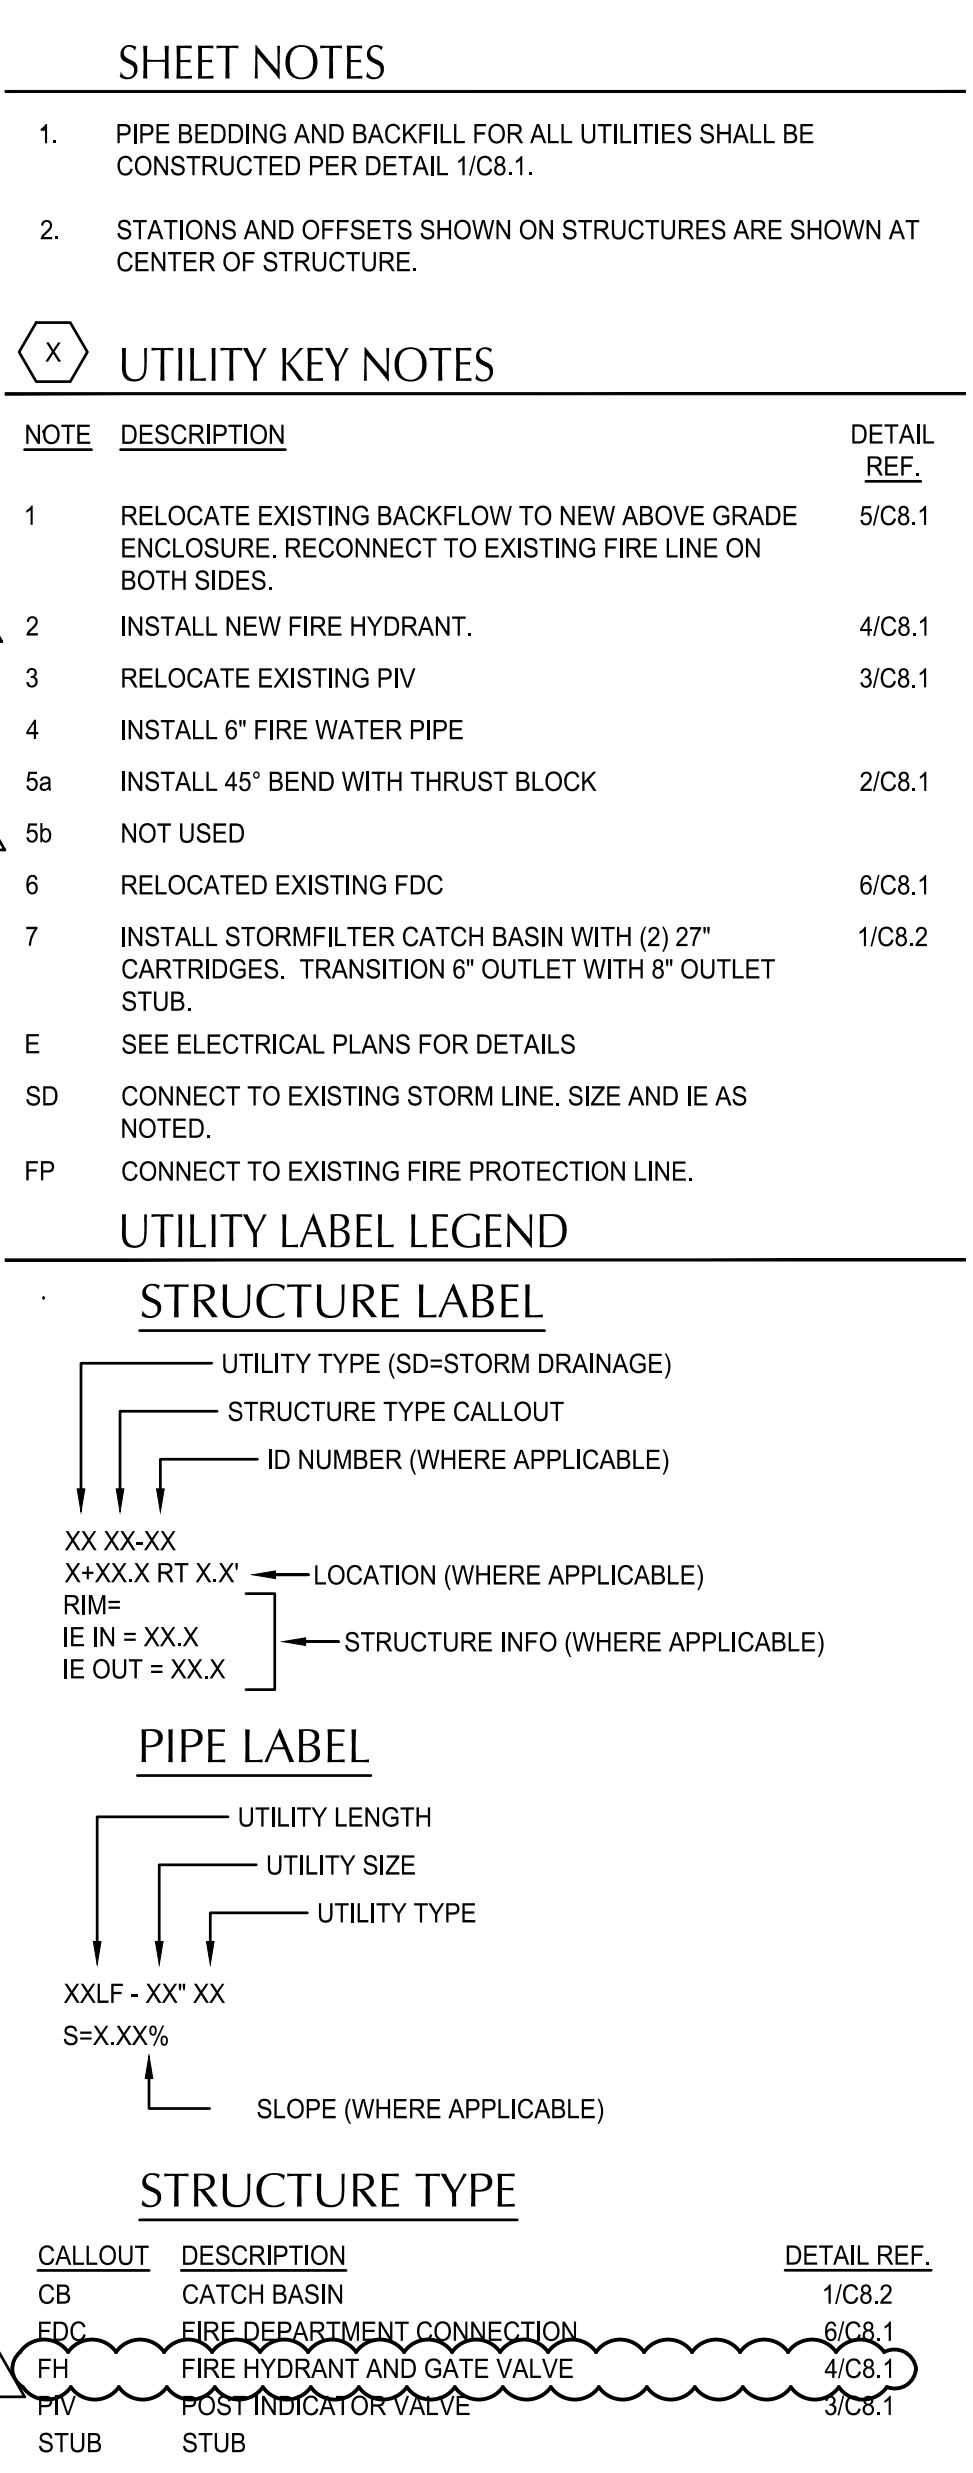 SHEET NOTES
1. PIPE BEDDING AND BACKFILL FOR ALL UTILITIES SHALL BE
CONSTRUCTED PER DETAIL 1/C8.1.
2. STATIONS AND OFFSETS SHOWN ON STRUCTURES ARE SHOWN AT
CENTER OF STRUCTURE.
X UTILITY KEY NOTES
NOTE DESCRIPTION DETAIL
REF.
1 RELOCATE EXISTING BACKFLOW TO NEW ABOVE GRADE 5/C8.1
ENCLOSURE. RECONNECT TO EXISTING FIRE LINE ON
BOTH SIDES.
2 INSTALL NEW FIRE HYDRANT. 4/C8.1
3 RELOCATE EXISTING PIV 3/C8.1
4 INSTALL 6" FIRE WATER PIPE
5a INSTALL 45° BEND WITH THRUST BLOCK 2/C8.1
5b NOT USED
6 RELOCATED EXISTING FDC 6/C8.1
7 INSTALL STORMFILTER CATCH BASIN WITH (2) 27" 1/C8.2
CARTRIDGES. TRANSITION 6" OUTLET WITH 8" OUTLET
STUB.
E SEE ELECTRICAL PLANS FOR DETAILS
SD CONNECT TO EXISTING STORM LINE. SIZE AND IE AS
NOTED.
FP CONNECT TO EXISTING FIRE PROTECTION LINE.
UTILITY LABEL LEGEND
STRUCTURE LABEL
UTILITY TYPE (SD=STORM DRAINAGE)
STRUCTURE TYPE CALLOUT
ID NUMBER (WHERE APPLICABLE)
XX XX-XX
X+XX.X RT X.X' LOCATION (WHERE APPLICABLE)
RIM=
IE IN = XX.X
STRUCTURE INFO (WHERE APPLICABLE)
IE OUT = XX.X
PIPE LABEL
UTILITY LENGTH
UTILITY SIZE
UTILITY TYPE
XXLF - XX" XX
S=X.XX%
SLOPE (WHERE APPLICABLE)
STRUCTURE TYPE
CALLOUT DESCRIPTION DETAIL REF.
CB CATCH BASIN 1/C8.2
FDC FIRE DEPARTMENT CONNECTION 6/C8.1
FH FIRE HYDRANT AND GATE VALVE 4/C8.1
PIV POST INDICATOR VALVE 3/C8.1
STUB STUB